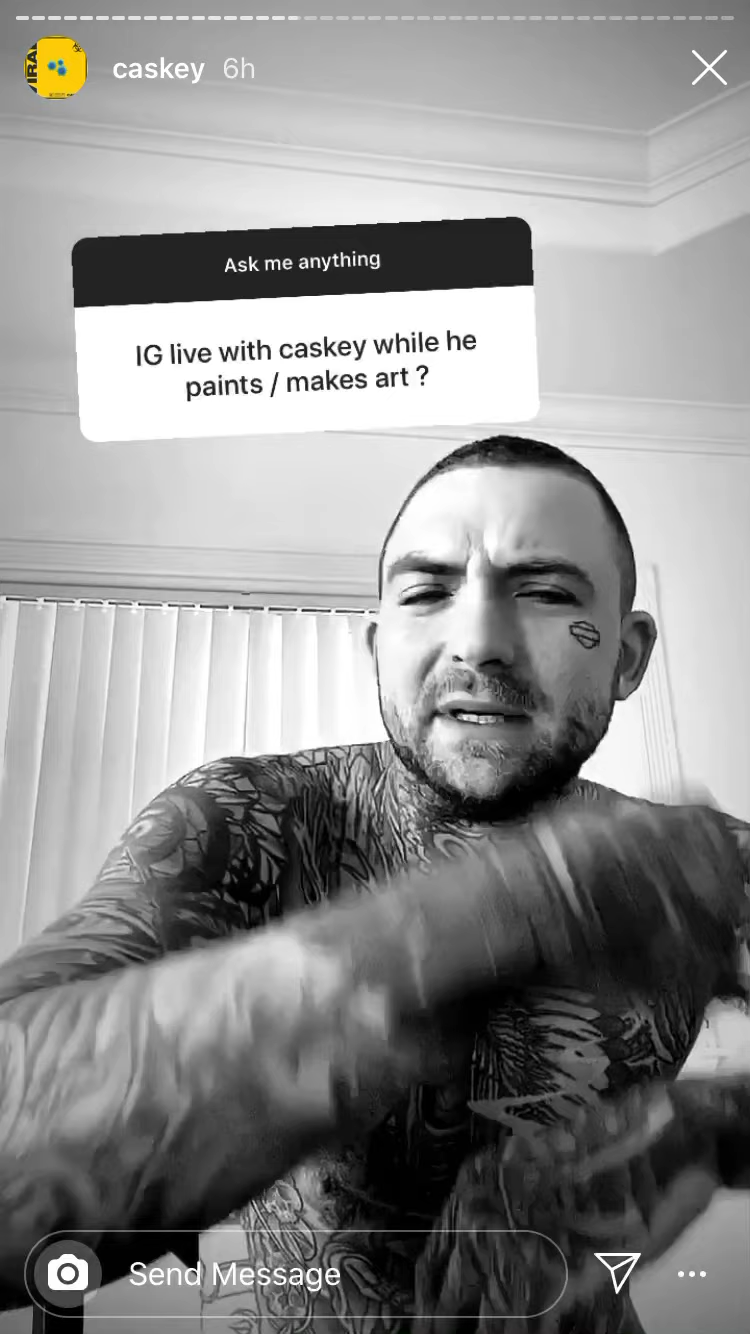 caskey 6h
Ask me anything
IG live with caskey while he
paints / makes art ?
Send Message